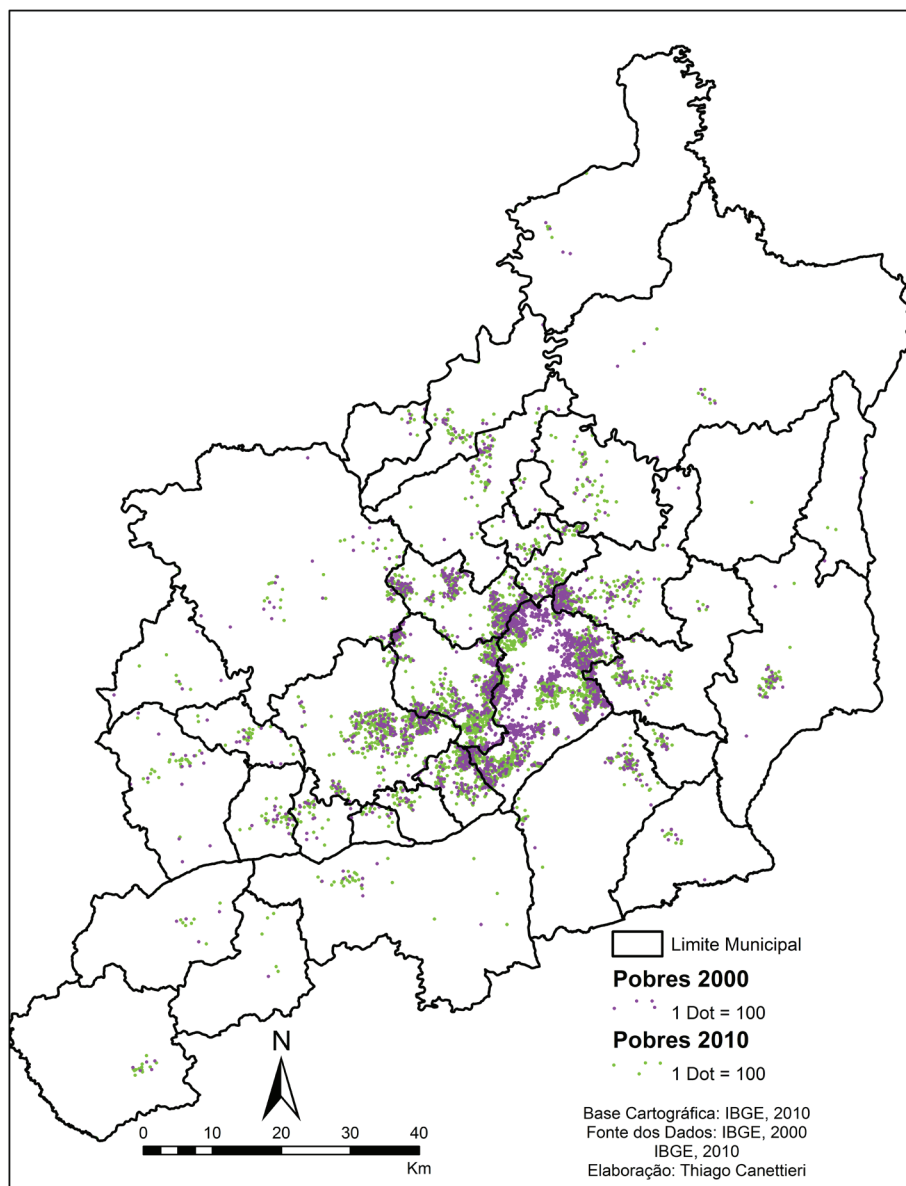 Limite Municipal
Pobres 2000
1 Dot = 100
Pobres 2010
1 Dot = 100
N
0 10 20 30 40
Km
Base Cartográfica: IBGE, 2010
Fonte dos Dados: IBGE, 2000
IBGE, 2010
Elaboração: Thiago Canettieri